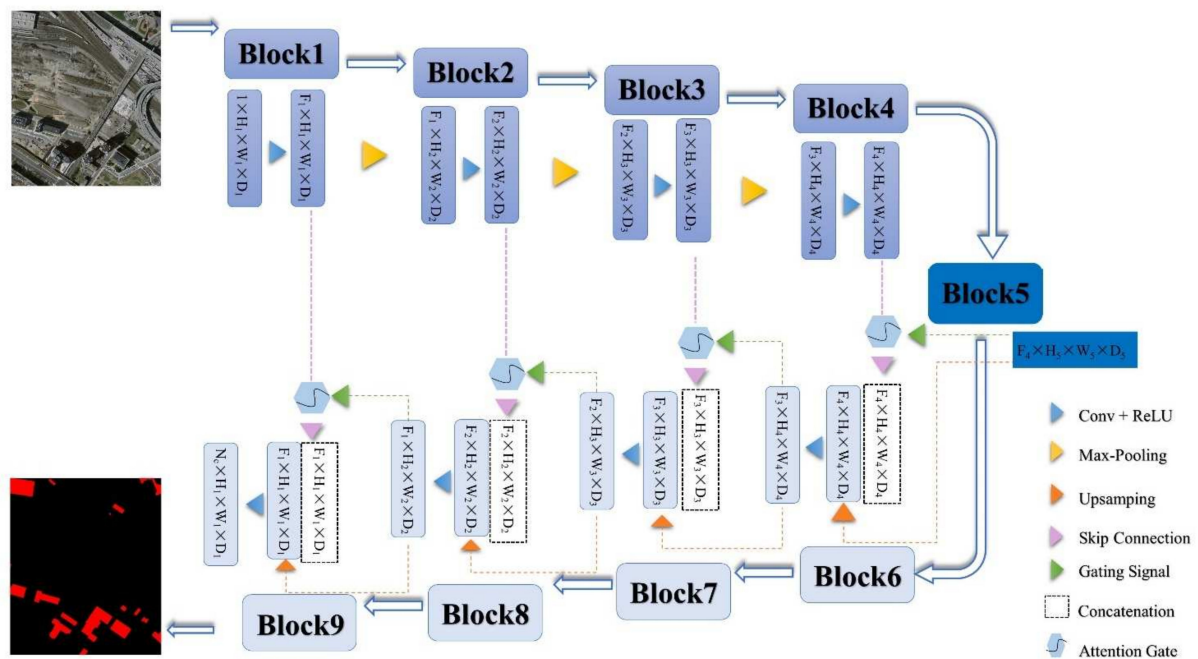 Block1
Block2
Block3
Block4
Block5
1×H₁×W₁×D₁
F₁×H₁×W₁×D₁
F₁×H₂×W₂×D₂
F₂×H₂×W₂×D₂
F₂×H₃×W₃×D₃
F₃×H₃×W₃×D₃
F₃×H₄×W₄×D₄
F₄×H₄×W₄×D₄
F₄×H₅×W₅×D₅
N꜀×H₁×W₁×D₁
F₁×H₁×W₁×D₁
F₁×H₁×W₁×D₁
F₁×H₂×W₂×D₂
F₂×H₂×W₂×D₂
F₂×H₂×W₂×D₂
F₂×H₃×W₃×D₃
F₃×H₃×W₃×D₃
F₃×H₃×W₃×D₃
F₃×H₄×W₄×D₄
F₄×H₄×W₄×D₄
F₄×H₄×W₄×D₄
Block9
Block8
Block7
Block6
Conv + ReLU
Max-Pooling
Upsamping
Skip Connection
Gating Signal
Concatenation
Attention Gate